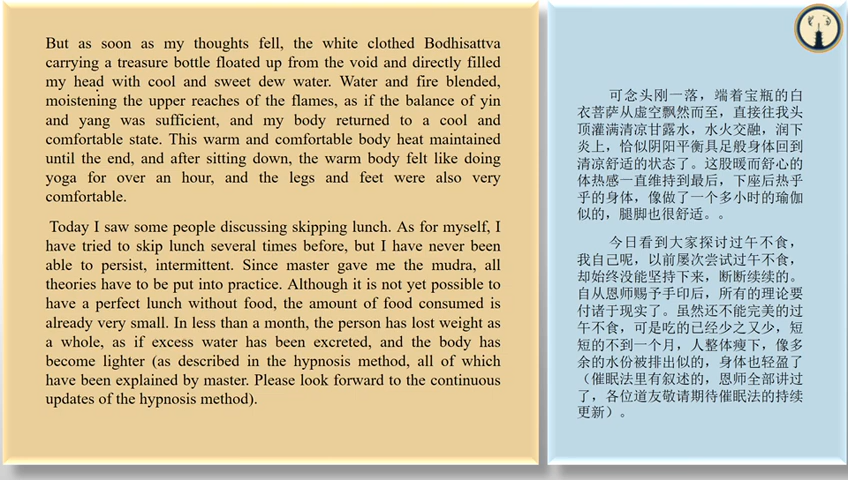 But as soon as my thoughts fell, the white clothed Bodhisattva
carrying a treasure bottle floated up from the void and directly filled
my head with cool and sweet dew water. Water and fire blended,
moistening the upper reaches of the flames, as if the balance of yin
and yang was sufficient, and my body returned to a cool and
comfortable state. This warm and comfortable body heat maintained
until the end, and after sitting down, the warm body felt like doing
yoga for over an hour, and the legs and feet were also very
comfortable.
Today I saw some people discussing skipping lunch. As for myself, I
have tried to skip lunch several times before, but I have never been
able to persist, intermittent. Since master gave me the mudra, all
theories have to be put into practice. Although it is not yet possible to
have a perfect lunch without food, the amount of food consumed is
already very small. In less than a month, the person has lost weight as
a whole, as if excess water has been excreted, and the body has
become lighter (as described in the hypnosis method, all of which
have been explained by master. Please look forward to the continuous
updates of the hypnosis method).
可念头刚一落，端着宝瓶的白
衣菩萨从虚空飘然而至，直接往我头
顶灌满清凉甘露水，水火交融，润下
炎上，恰似阴阳平衡具足般身体回到
清凉舒适的状态了。这股暖而舒心的
体热感一直维持到最后，下座后热乎
乎的身体，像做了一个多小时的瑜伽
似的，腿脚也很舒适。。
今日看到大家探讨过午不食，
我自己呢，以前屡次尝试过午不食，
却始终没能坚持下来，断断续续的。
自从恩师赐予手印后，所有的理论要
付诸于现实了。虽然还不能完美的过
午不食，可是吃的已经少之又少，短
短的不到一个月，人整体瘦下，像多
余的水份被排出似的，身体也轻盈了
（催眠法里有叙述的，恩师全部讲过
了，各位道友敬请期待催眠法的持续
更新）。